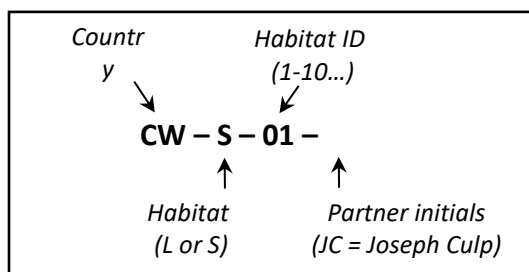 Countr
y
Habitat ID
(1-10…)
CW – S – 01 –
Habitat
(L or S)
Partner initials
(JC = Joseph Culp)